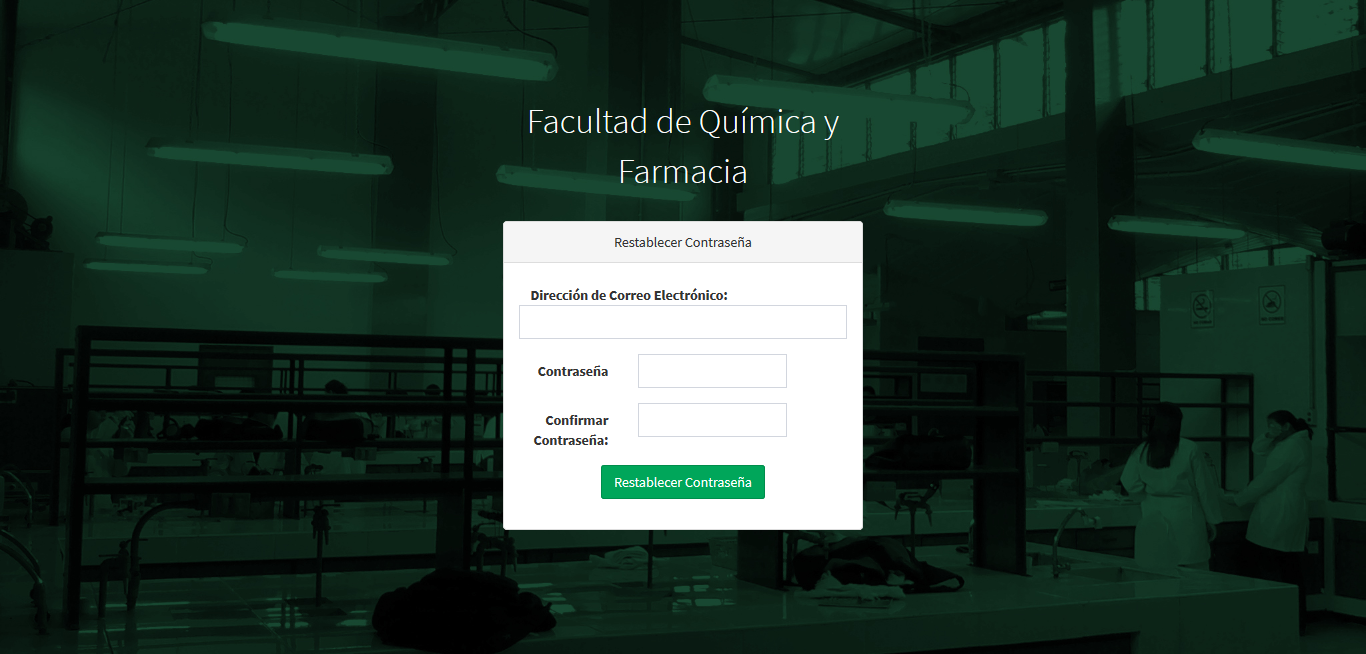 Facultad de Química y
Farmacia
Restablecer Contraseña
Dirección de Correo Electrónico:
Contraseña
Confirmar
Contraseña:
Restablecer Contraseña